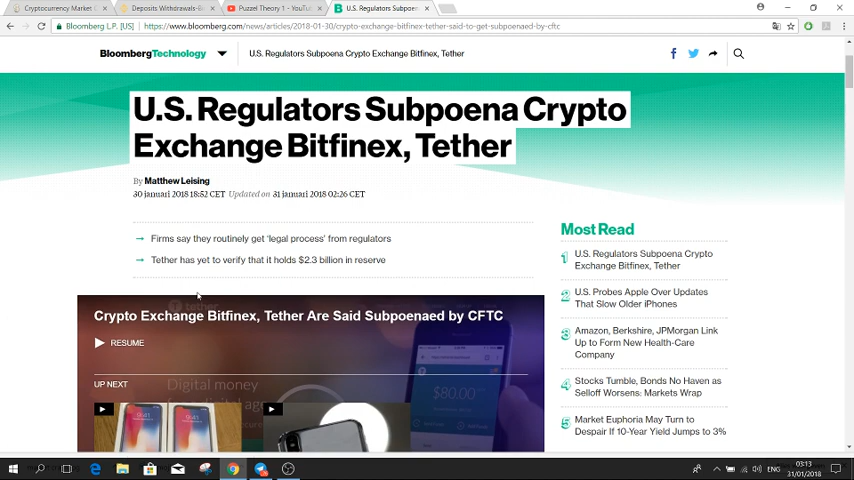 Cryptocurrency Market
Deposits Withdrawals-B
Puzzel Theory 1 - YouTu
U.S. Regulators Subpoen
Bloomberg L.P. [US]
https://www.bloomberg.com/news/articles/2018-01-30/crypto-exchange-bitfinex-tether-said-to-get-subpoenaed-by-cftc
BloombergTechnology
U.S. Regulators Subpoena Crypto Exchange Bitfinex, Tether
U.S. Regulators Subpoena Crypto
Exchange Bitfinex, Tether
By Matthew Leising
30 januari 2018 18:52 CET Updated on 31 januari 2018 02:26 CET
→ Firms say they routinely get 'legal process' from regulators
→ Tether has yet to verify that it holds $2.3 billion in reserve
Crypto Exchange Bitfinex, Tether Are Said Subpoenaed by CFTC
RESUME
UP NEXT
tether
Digital money
$80.00
Most Read
1 U.S. Regulators Subpoena Crypto
Exchange Bitfinex, Tether
2 U.S. Probes Apple Over Updates
That Slow Older iPhones
3 Amazon, Berkshire, JPMorgan Link
Up to Form New Health-Care
Company
4 Stocks Tumble, Bonds No Haven as
Selloff Worsens: Markets Wrap
5 Market Euphoria May Turn to
Despair If 10-Year Yield Jumps to 3%
ENG
03:13
31/01/2018